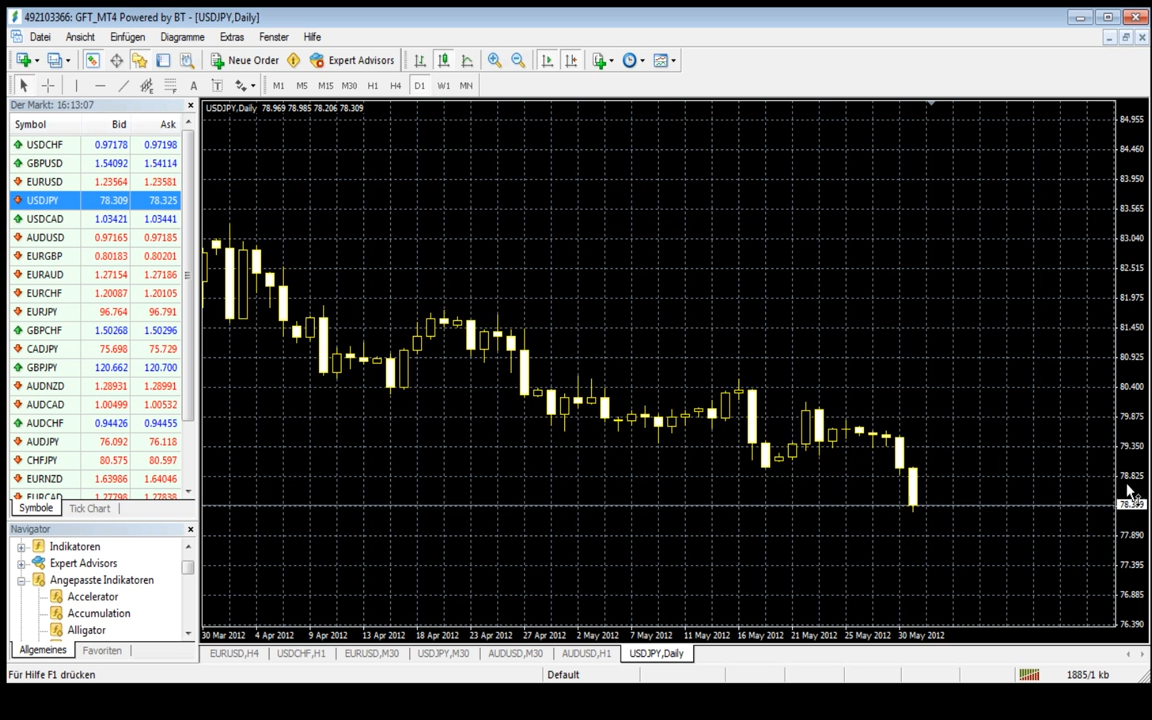 492103366: GFT_MT4 Powered by BT - [USDJPY,Daily]
Datei Ansicht Einfügen Diagramme Extras Fenster Hilfe
New Order Expert Advisors
A T M1 M5 M15 M30 H1 H4 D1 W1 MN
Der Markt: 16:13:07
Symbol Bid Ask
USDCHF 0.97178 0.97198
GBPUSD 1.54092 1.54114
EURUSD 1.23564 1.23581
USDJPY 78.309 78.325
USDCAD 1.03421 1.03441
AUDUSD 0.97165 0.97185
EURGBP 0.80183 0.80201
EURAUD 1.27154 1.27186
EURCHF 1.20087 1.20105
EURJPY 96.764 96.791
GBPCHF 1.50268 1.50296
CADJPY 75.698 75.729
GBPJPY 120.662 120.700
AUDNZD 1.28931 1.28991
AUDCAD 1.00499 1.00532
AUDCHF 0.94426 0.94455
AUDJPY 76.092 76.118
CHFJPY 80.575 80.597
EURNZD 1.63986 1.64046
EURCAD 1.27798 1.27838
Symbole Tick Chart
Navigator
Indikatoren
Expert Advisors
Angepasste Indikatoren
Accelerator
Accumulation
Alligator
Allgemeines Favoriten
USDJPY,Daily 78.969 78.985 78.206 78.309
84.955
84.460
83.950
83.565
83.040
82.515
81.975
81.450
80.925
80.400
79.875
79.350
78.825
77.890
77.395
76.885
76.390
30 Mar 2012 4 Apr 2012 9 Apr 2012 13 Apr 2012 18 Apr 2012 23 Apr 2012 27 Apr 2012 2 May 2012 7 May 2012 11 May 2012 16 May 2012 21 May 2012 25 May 2012 30 May 2012
EURUSD,H4 USDCHF,H1 EURUSD,M30 USDJPY,M30 AUDUSD,M30 AUDUSD,H1 USDJPY,Daily
Für Hilfe F1 drücken Default 1885/1 kb